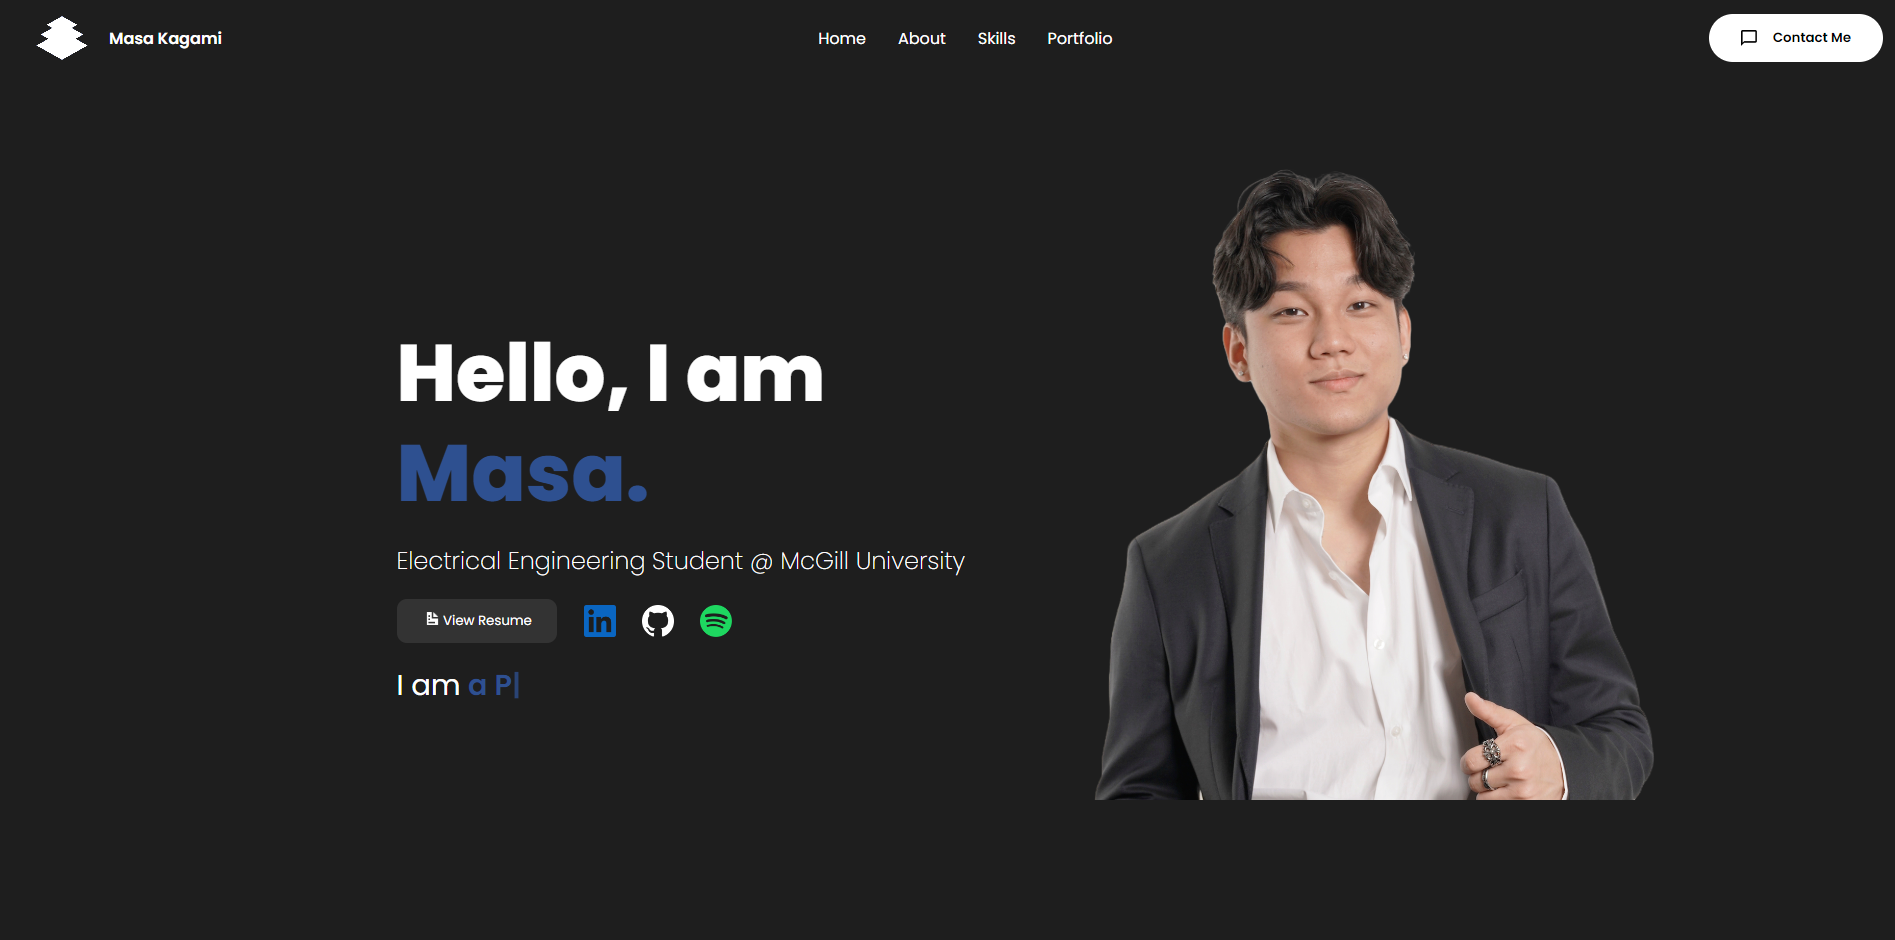 Masa Kagami
Home About Skills Portfolio
Contact Me
Hello, I am
Masa.
Electrical Engineering Student @ McGill University
View Resume
in
I am a P|